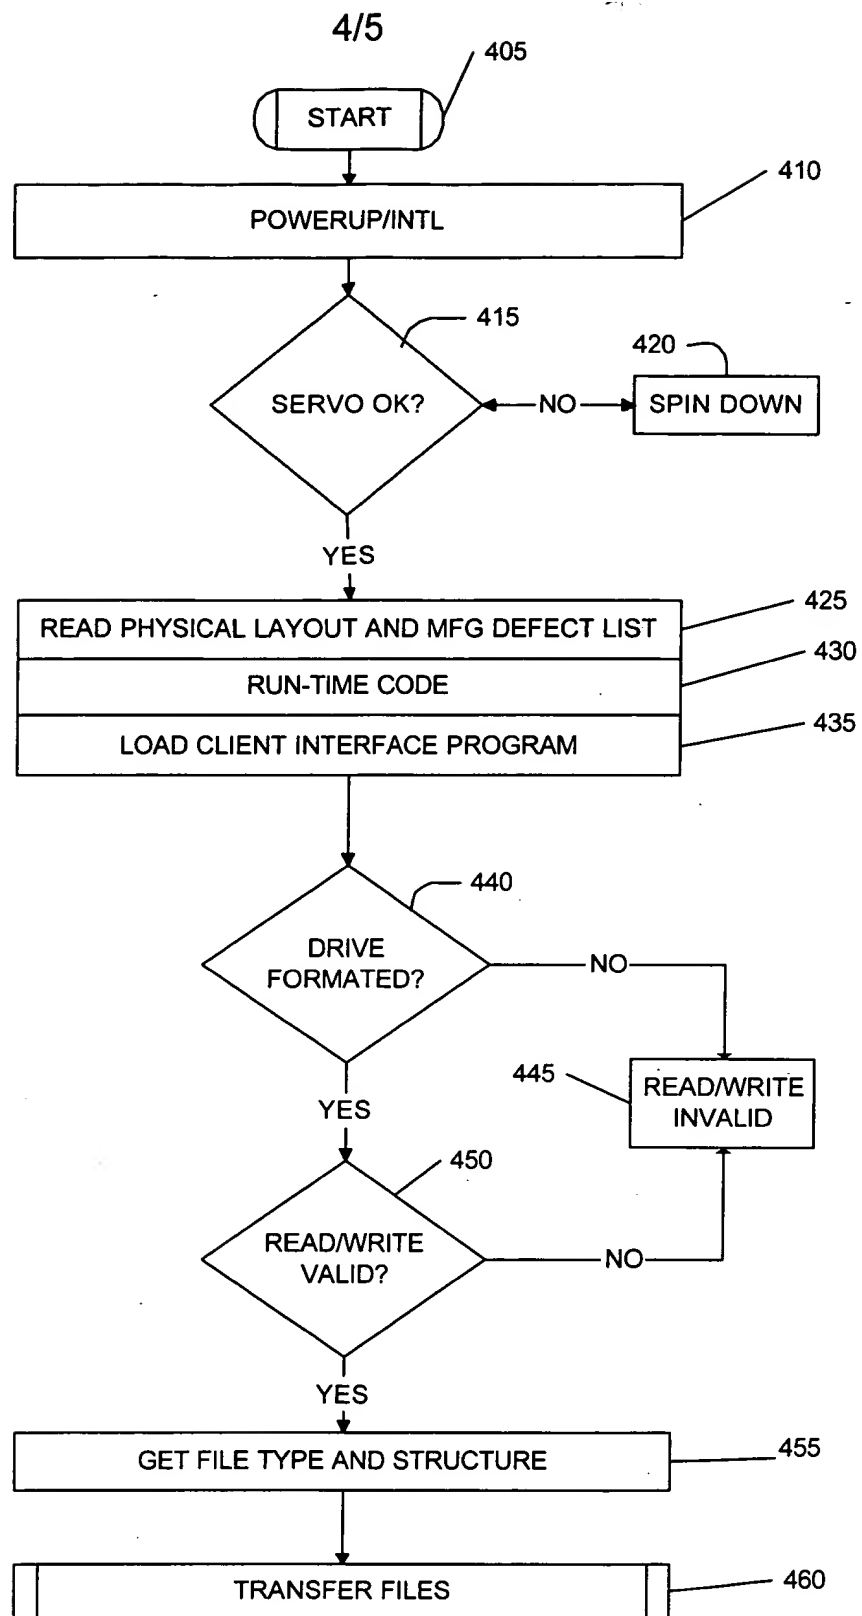 4/5
405
START
410
POWERUP/INTL
415
SERVO OK?
NO
420
SPIN DOWN
YES
425
READ PHYSICAL LAYOUT AND MFG DEFECT LIST
430
RUN-TIME CODE
435
LOAD CLIENT INTERFACE PROGRAM
440
DRIVE
FORMATED?
NO
445
READ/WRITE
INVALID
YES
450
READ/WRITE
VALID?
NO
YES
455
GET FILE TYPE AND STRUCTURE
460
TRANSFER FILES